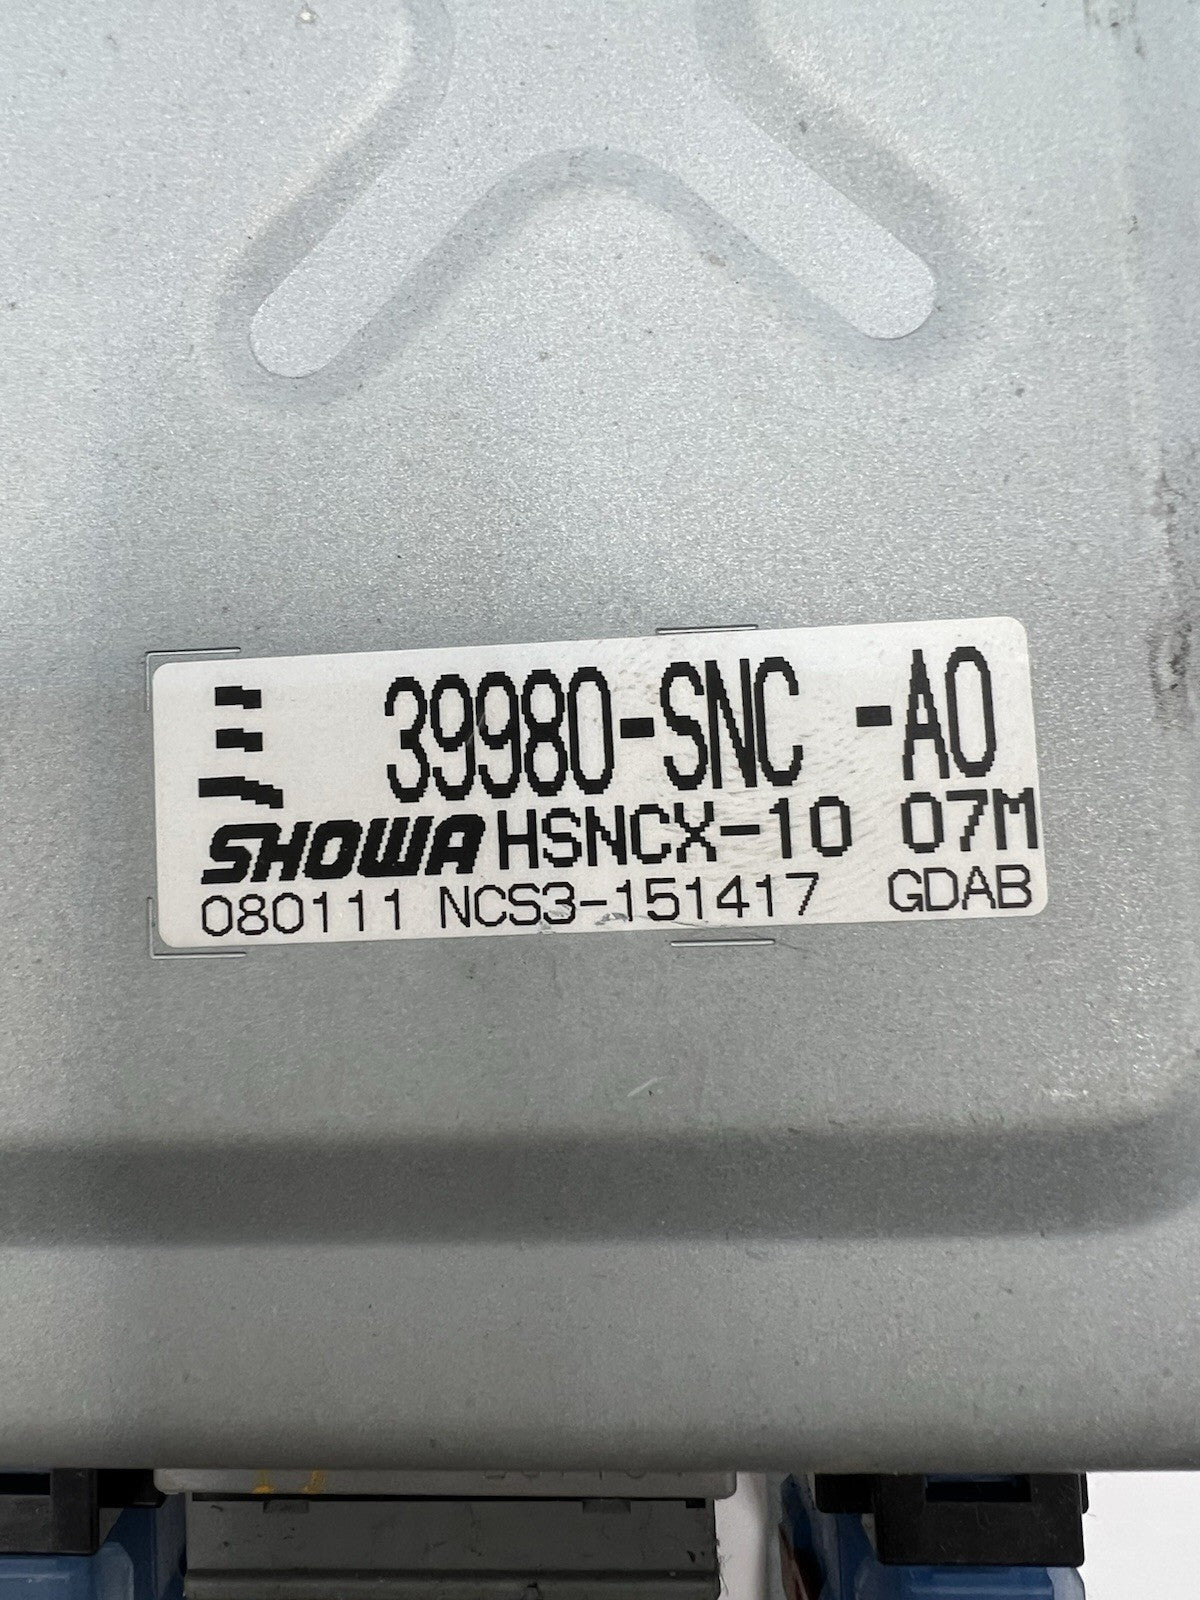 39980-SNC -A0
SHOWA HSNCX-10 07M
080111 NCS3-151417 GDAB